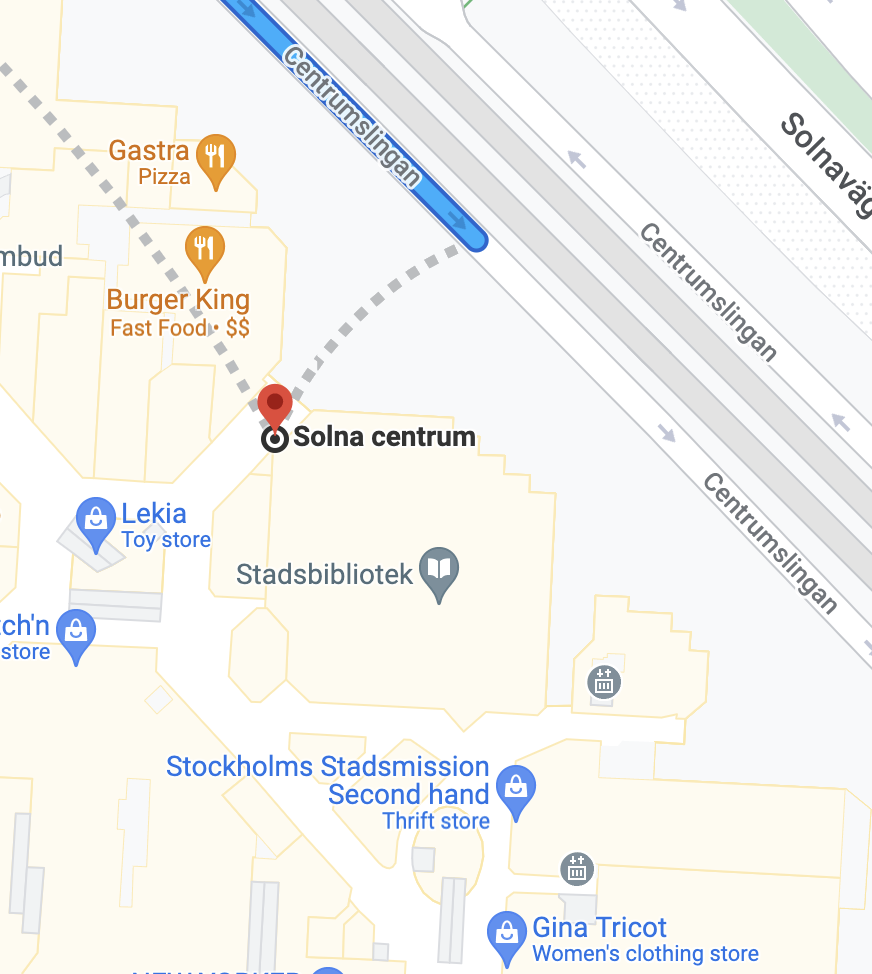 Centrumslingan
Solnaväg
Gastra
Pizza
mbud
Centrumslingan
Burger King
Fast Food • $$
Solna centrum
Centrumslingan
Lekia
Toy store
Stadsbibliotek
tch'n
store
Stockholms Stadsmission
Second hand
Thrift store
Gina Tricot
Women's clothing store